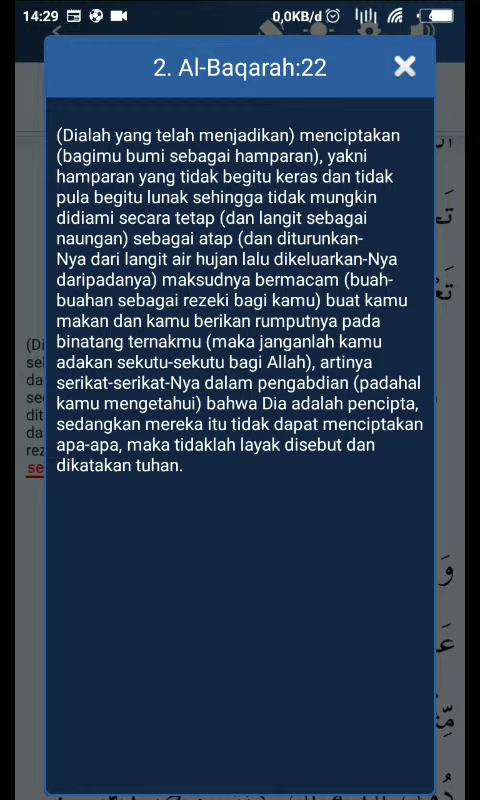 14:29
0,0KB/d
2. Al-Baqarah:22
(Dialah yang telah menjadikan) menciptakan
(bagimu bumi sebagai hamparan), yakni
hamparan yang tidak begitu keras dan tidak
pula begitu lunak sehingga tidak mungkin
didiami secara tetap (dan langit sebagai
naungan) sebagai atap (dan diturunkan-
Nya dari langit air hujan lalu dikeluarkan-Nya
daripadanya) maksudnya bermacam (buah-
buahan sebagai rezeki bagi kamu) buat kamu
makan dan kamu berikan rumputnya pada
binatang ternakmu (maka janganlah kamu
adakan sekutu-sekutu bagi Allah), artinya
serikat-serikat-Nya dalam pengabdian (padahal
kamu mengetahui) bahwa Dia adalah pencipta,
sedangkan mereka itu tidak dapat menciptakan
apa-apa, maka tidaklah layak disebut dan
dikatakan tuhan.